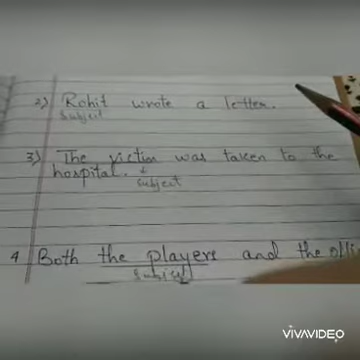 2) Rohit wrote a letter.
subject
3) The victim was taken to the
hospital.
subject
4 Both the players and the
subject
VIVAVIDEO